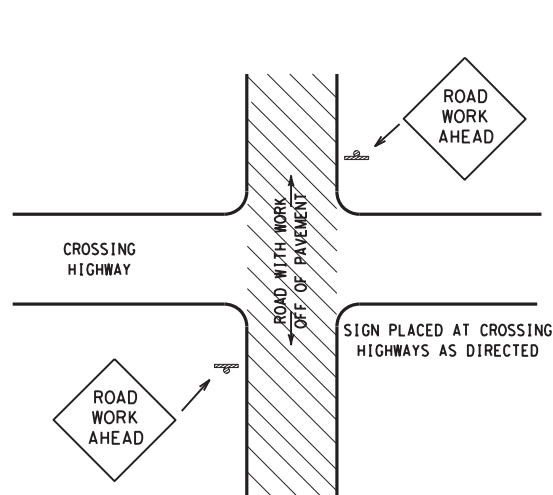 ROAD
WORK
AHEAD
CROSSING
HIGHWAY
ROAD WITH WORK
OFF OF PAVEMENT
SIGN PLACED AT CROSSING
HIGHWAYS AS DIRECTED
ROAD
WORK
AHEAD